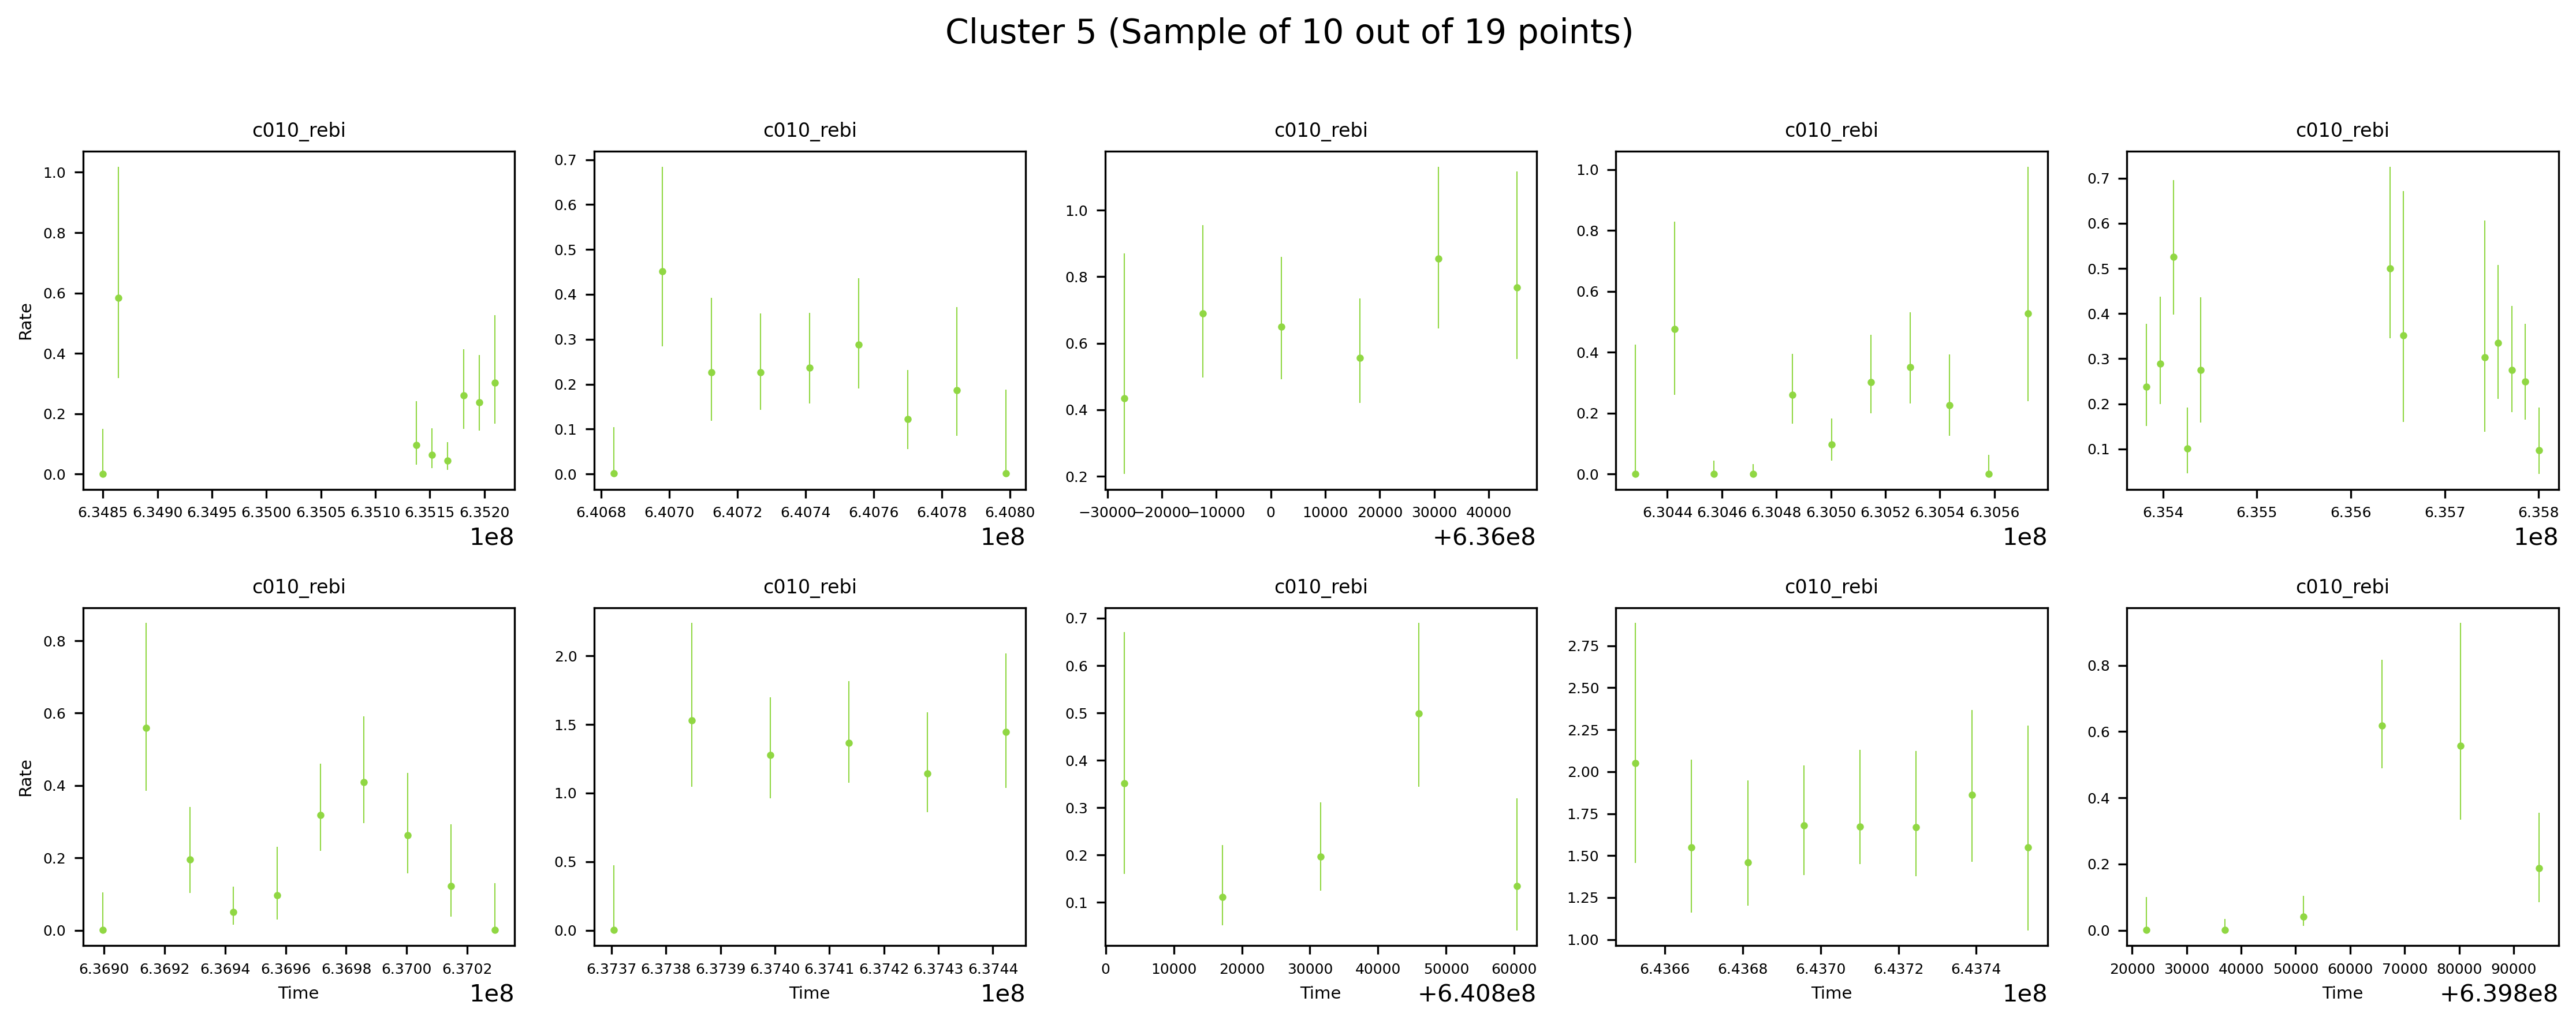 Cluster 5 (Sample of 10 out of 19 points)
c010_rebi c010_rebi c010_rebi c010_rebi c010_rebi
Rate
1.0
0.8
0.6
0.4
0.2
0.0
6.3485 6.3490 6.3495 6.3500 6.3505 6.3510 6.3515 6.3520
1e8
0.7
0.6
0.5
0.4
0.3
0.2
0.1
0.0
6.4068 6.4070 6.4072 6.4074 6.4076 6.4078 6.4080
1e8
1.0
0.8
0.6
0.4
0.2
−30000 −20000 −10000 0 10000 20000 30000 40000
+6.36e8
1.0
0.8
0.6
0.4
0.2
0.0
6.3044 6.3046 6.3048 6.3050 6.3052 6.3054 6.3056
1e8
0.7
0.6
0.5
0.4
0.3
0.2
0.1
6.354 6.355 6.356 6.357 6.358
1e8
c010_rebi c010_rebi c010_rebi c010_rebi c010_rebi
Rate
0.8
0.6
0.4
0.2
0.0
6.3690 6.3692 6.3694 6.3696 6.3698 6.3700 6.3702
Time
1e8
2.0
1.5
1.0
0.5
0.0
6.3737 6.3738 6.3739 6.3740 6.3741 6.3742 6.3743 6.3744
Time
1e8
0.7
0.6
0.5
0.4
0.3
0.2
0.1
0 10000 20000 30000 40000 50000 60000
Time
+6.408e8
2.75
2.50
2.25
2.00
1.75
1.50
1.25
1.00
6.4366 6.4368 6.4370 6.4372 6.4374
Time
1e8
0.8
0.6
0.4
0.2
0.0
20000 30000 40000 50000 60000 70000 80000 90000
Time
+6.398e8